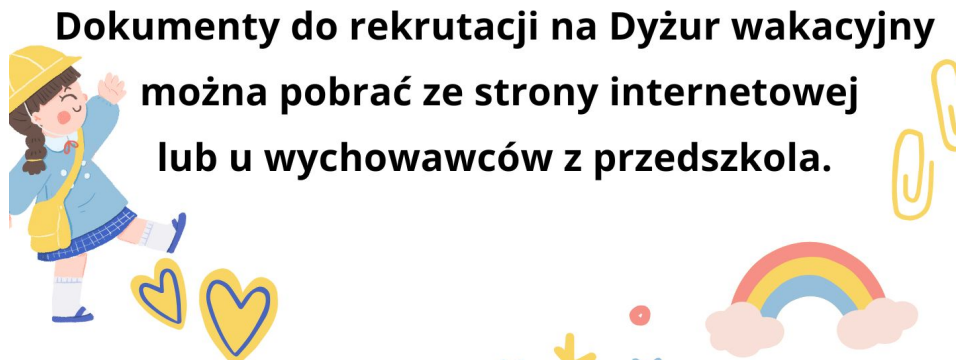 Dokumenty do rekrutacji na Dyżur wakacyjny
można pobrać ze strony internetowej
lub u wychowawców z przedszkola.